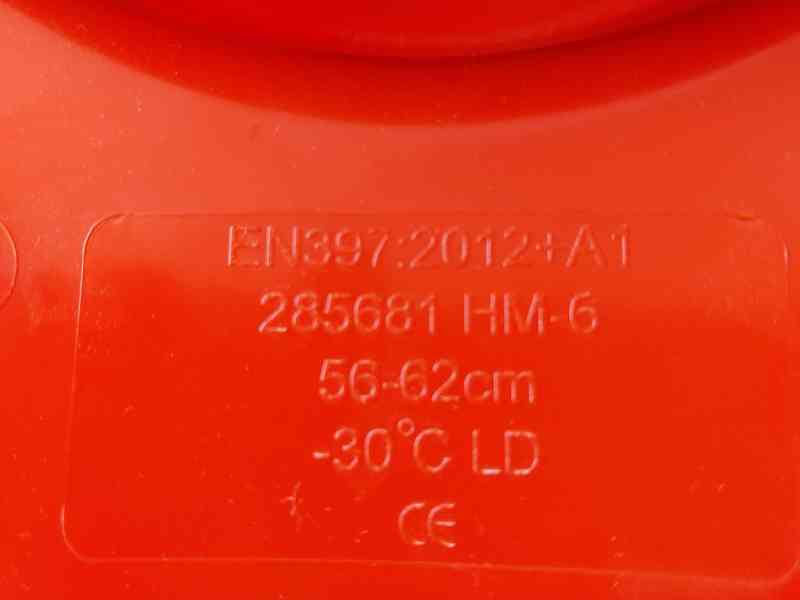 EN397:2012+A1
285681 HM-6
56-62cm
-30°C LD
CE